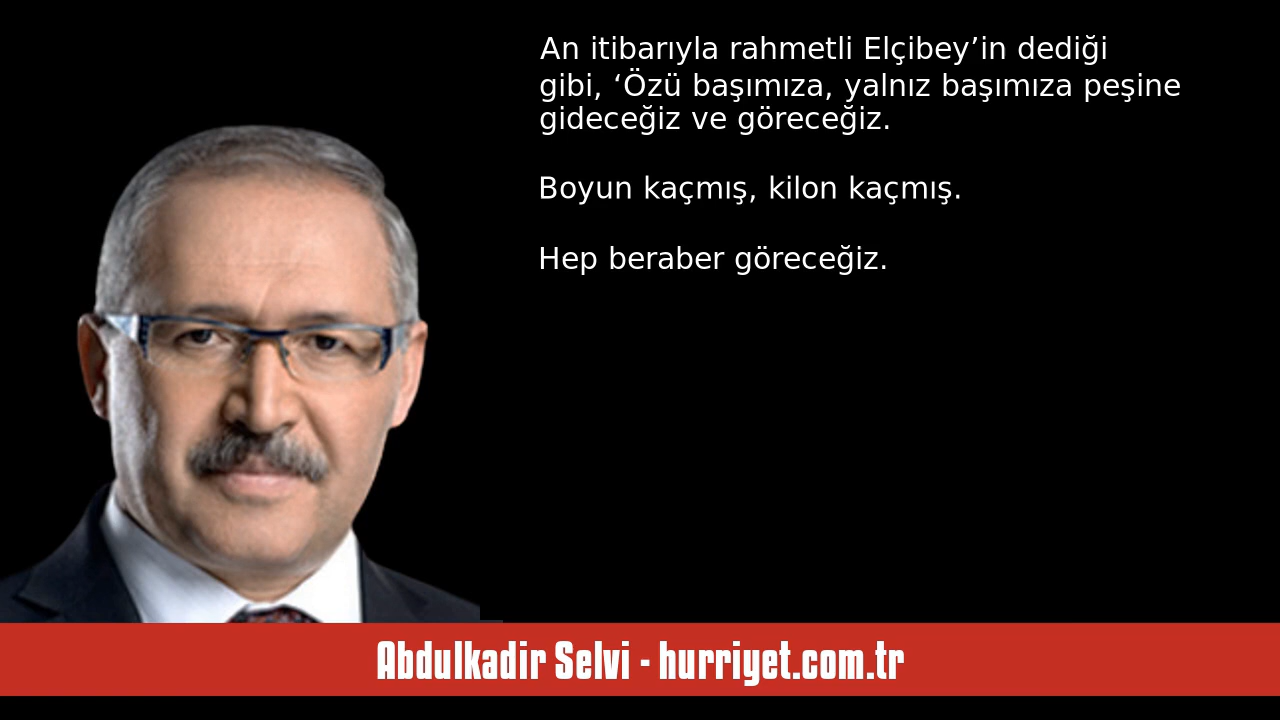 An itibarıyla rahmetli Elçibey’in dediği
gibi, ‘Özü başımıza, yalnız başımıza peşine
gideceğiz ve göreceğiz.
Boyun kaçmış, kilon kaçmış.
Hep beraber göreceğiz.
Abdulkadir Selvi - hurriyet.com.tr